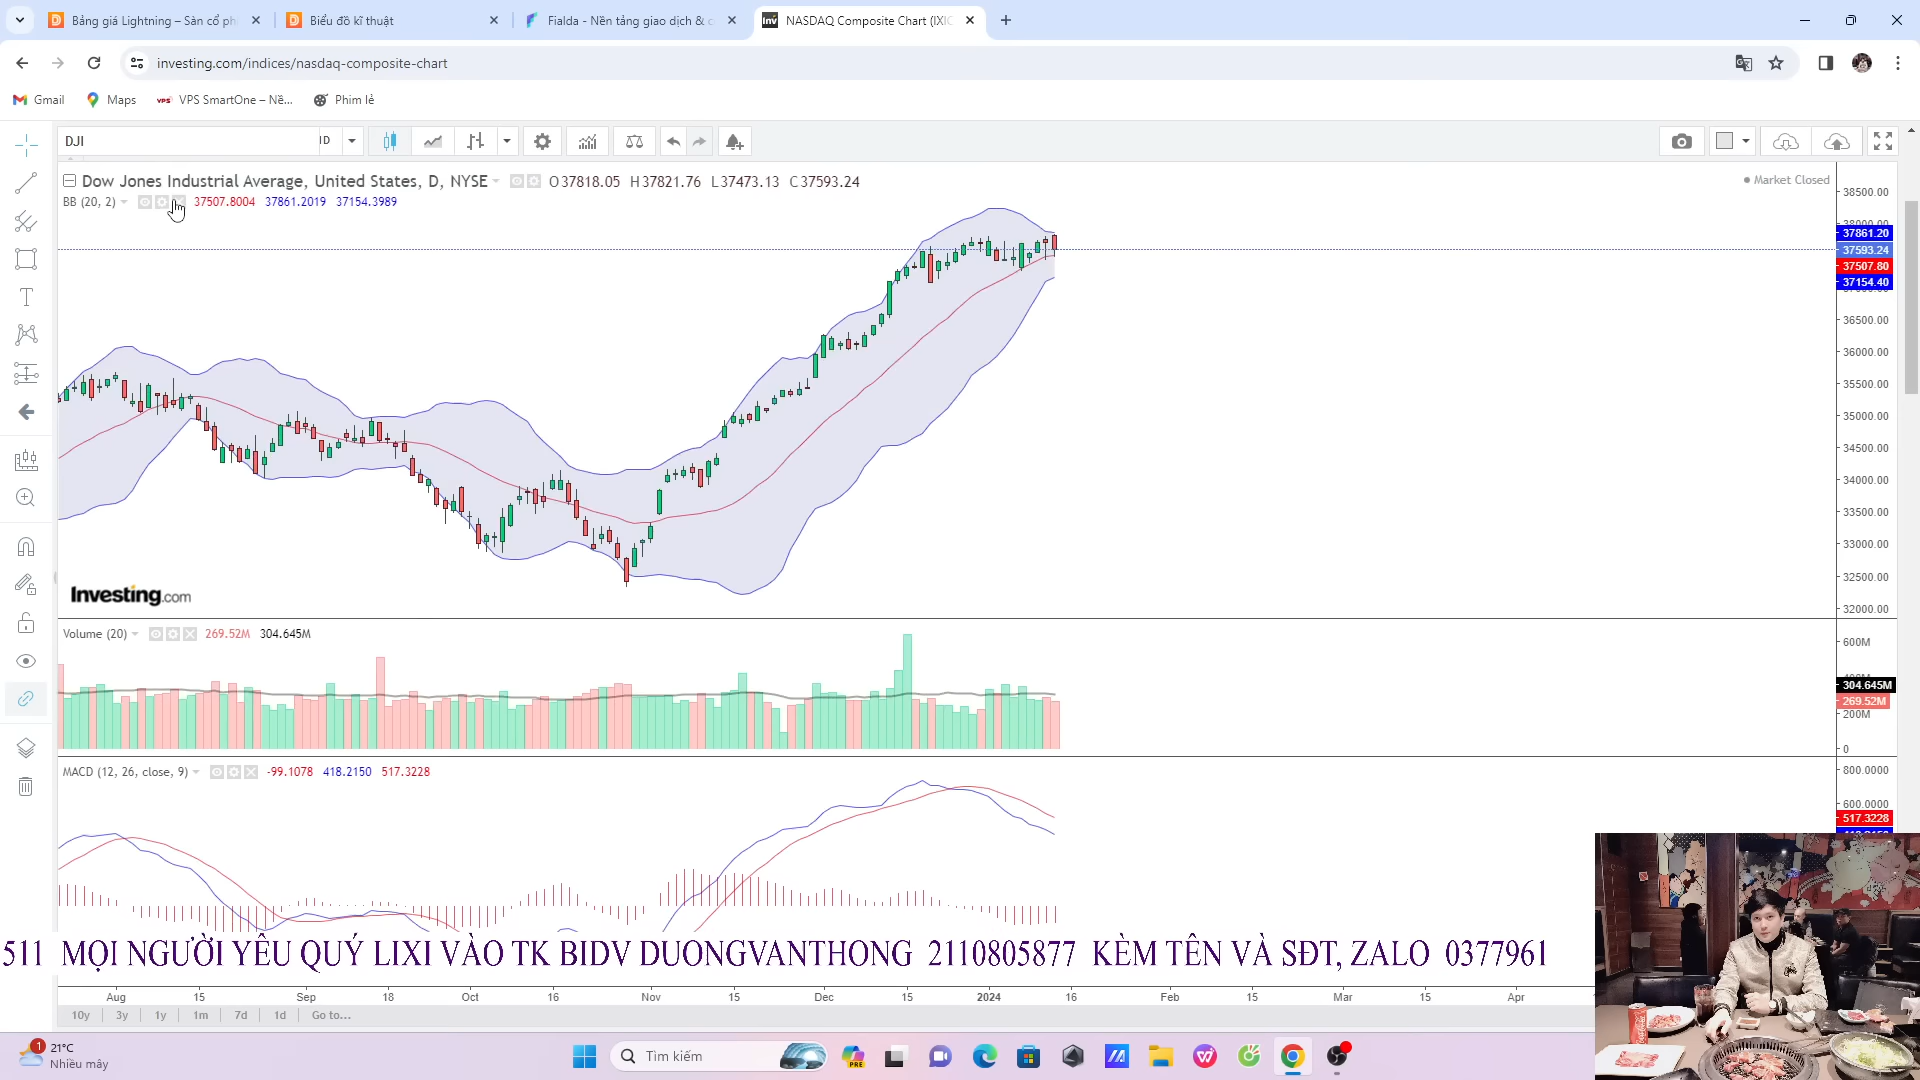 Bảng giá Lightning – Sàn cổ ph
Biểu đồ kĩ thuật
Fialda - Nền tảng giao dịch & c
NASDAQ Composite Chart (IXIC
investing.com/indices/nasdaq-composite-chart
Gmail
Maps
VPS SmartOne – Nề...
Phim lẻ
DJI
Dow Jones Industrial Average, United States, D, NYSE
O37818.05 H37821.76 L37473.13 C37593.24
Market Closed
BB (20, 2) 37507.8004 37861.2019 37154.3989
38500.00
38000.00
37861.20
37593.24
37507.80
37154.40
36500.00
36000.00
35500.00
35000.00
34500.00
34000.00
33500.00
33000.00
32500.00
32000.00
Investing.com
Volume (20) 269.52M 304.645M
600M
304.645M
269.52M
200M
0
MACD (12, 26, close, 9) -99.1078 418.2150 517.3228
800.0000
600.0000
517.3228
511 MỌI NGƯỜI YÊU QUÝ LIXI VÀO TK BIDV DUONGVANTHONG 2110805877 KÈM TÊN VÀ SĐT, ZALO 0377961
Aug 15 Sep 18 Oct 16 Nov 15 Dec 15 2024 16 Feb 15 Mar 15 Apr
10y 3y 1y 1m 7d 1d Go to...
1
21°C
Nhiều mây
Tìm kiếm
PRE